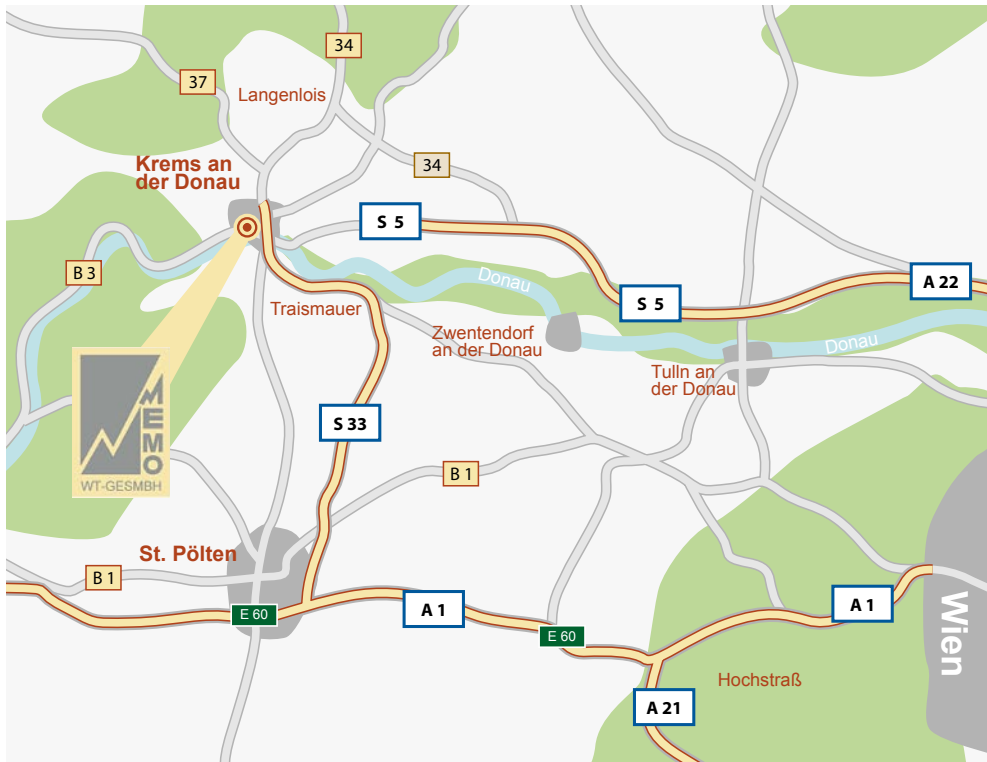 34
37
Langenlois
Krems an
der Donau
34
S 5
B 3
Donau
A 22
S 5
Traismauer
Zwentendorf
an der Donau
Donau
Tulln an
der Donau
MEMO
WT-GESMBH
S 33
B 1
St. Pölten
B 1
E 60
A 1
E 60
A 1
Wien
Hochstraß
A 21